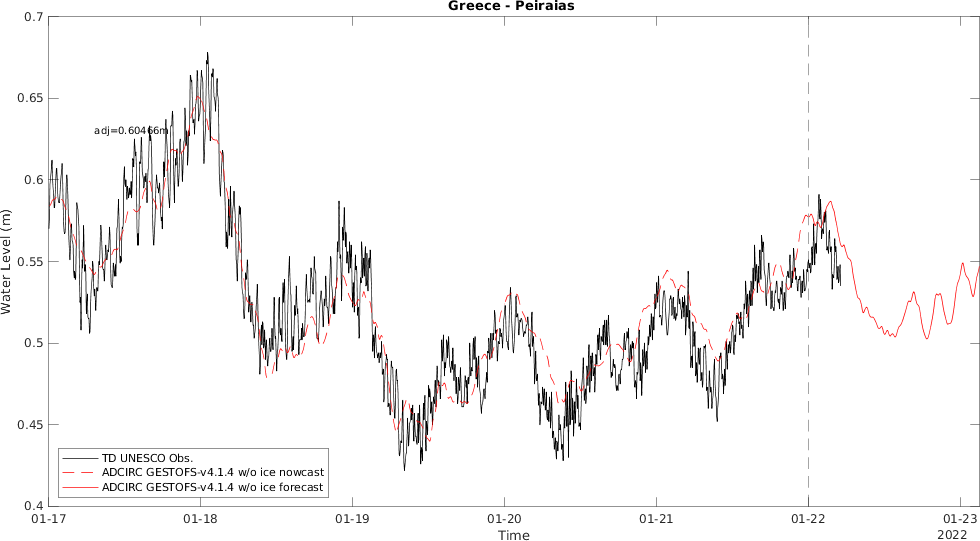 Greece - Peiraias
0.7
0.65
0.6
0.55
0.5
0.45
0.4
Water Level (m)
adj=0.60466m
TD UNESCO Obs.
ADCIRC GESTOFS-v4.1.4 w/o ice nowcast
ADCIRC GESTOFS-v4.1.4 w/o ice forecast
01-17 01-18 01-19 01-20 01-21 01-22 01-23
Time
2022